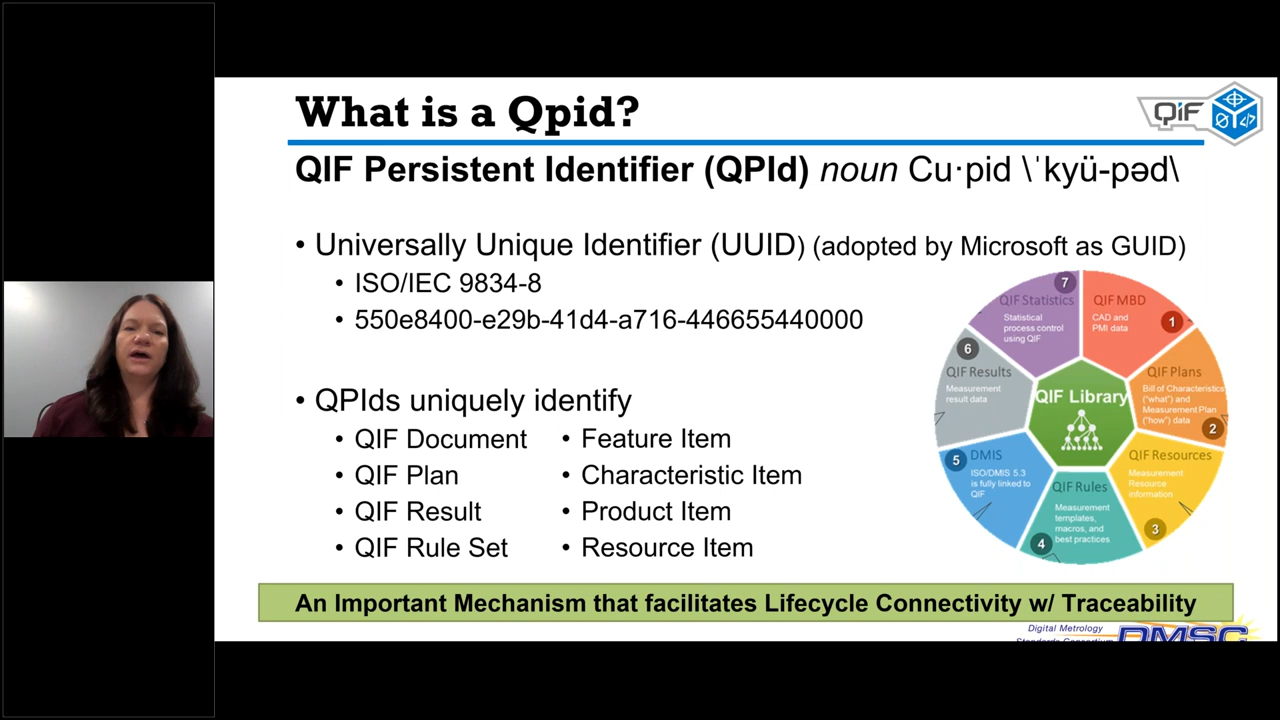 What is a Qpid?
QIF
QIF Persistent Identifier (QPId) noun Cu·pid \ˈkyü-pəd\
• Universally Unique Identifier (UUID) (adopted by Microsoft as GUID)
• ISO/IEC 9834-8
• 550e8400-e29b-41d4-a716-446655440000
• QPIds uniquely identify
• QIF Document
• QIF Plan
• QIF Result
• QIF Rule Set
• Feature Item
• Characteristic Item
• Product Item
• Resource Item
QIF Library
QIF MBD
CAD and
PMI data
1
QIF Plans
Bill of Characteristics
("what") and
Measurement Plan
("how") data
2
QIF Resources
Measurement
Resource
information
3
QIF Rules
Measurement
templates,
macros, and
best practices
4
5
DMIS
ISO/DMIS 5.3
is fully linked to
QIF
6
QIF Results
Measurement
result data
7
QIF Statistics
Statistical
process control
using QIF
An Important Mechanism that facilitates Lifecycle Connectivity w/ Traceability
Digital Metrology
Standards Consortium
DMSC